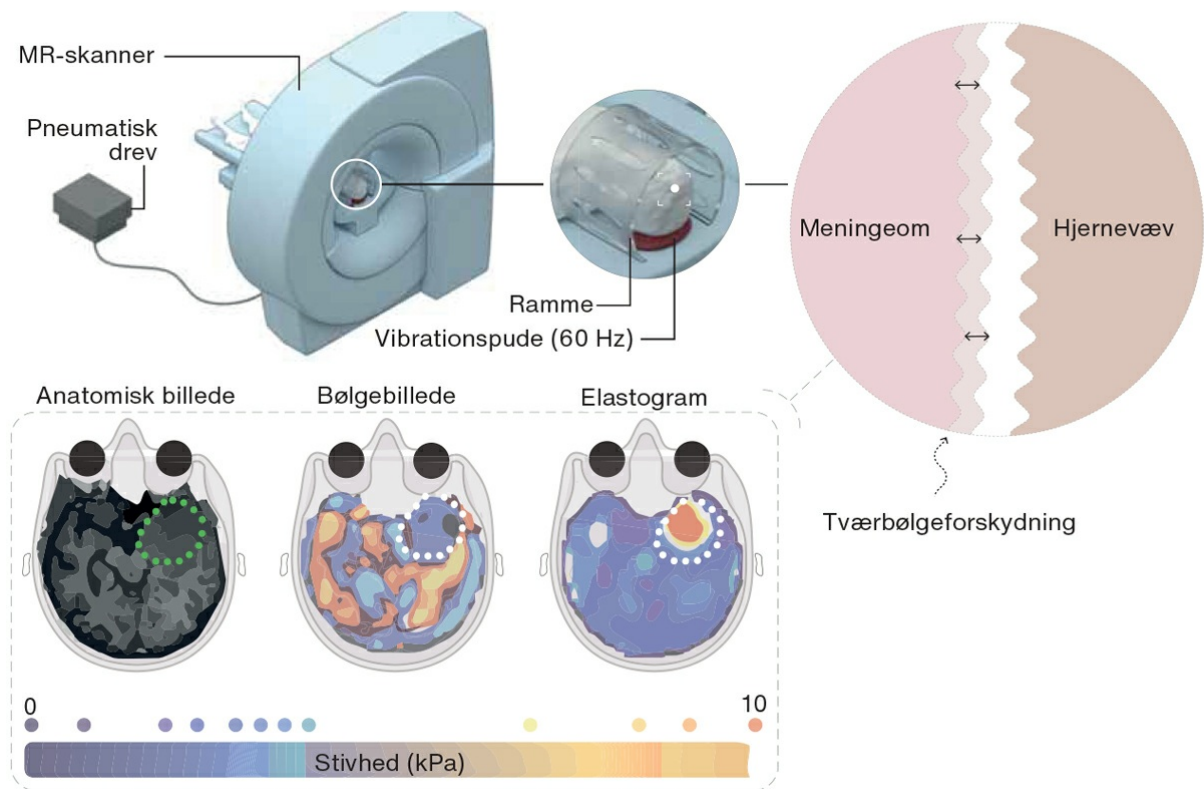 MR-skanner
Pneumatisk
drev
Ramme
Vibrationspude (60 Hz)
Meningeom
Hjernevæv
Tværbølgeforskydning
Anatomisk billede
Bølgebillede
Elastogram
0
10
Stivhed (kPa)